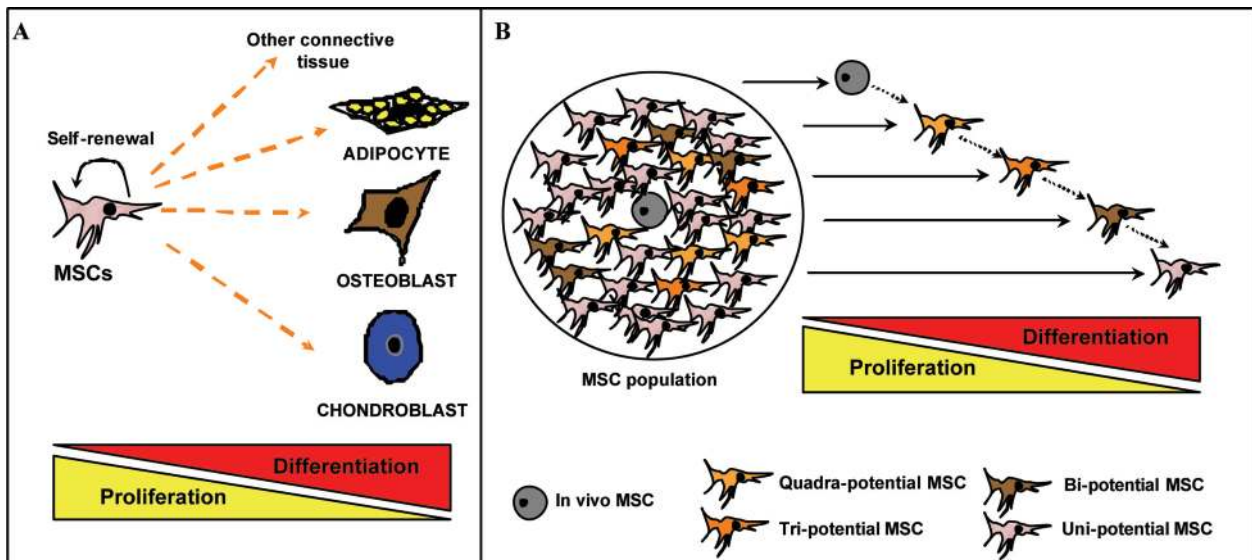 A
Other connective
tissue
Self-renewal
MSCs
ADIPOCYTE
OSTEOBLAST
CHONDROBLAST
Differentiation
Proliferation
B
MSC population
Differentiation
Proliferation
In vivo MSC
Quadra-potential MSC
Tri-potential MSC
Bi-potential MSC
Uni-potential MSC